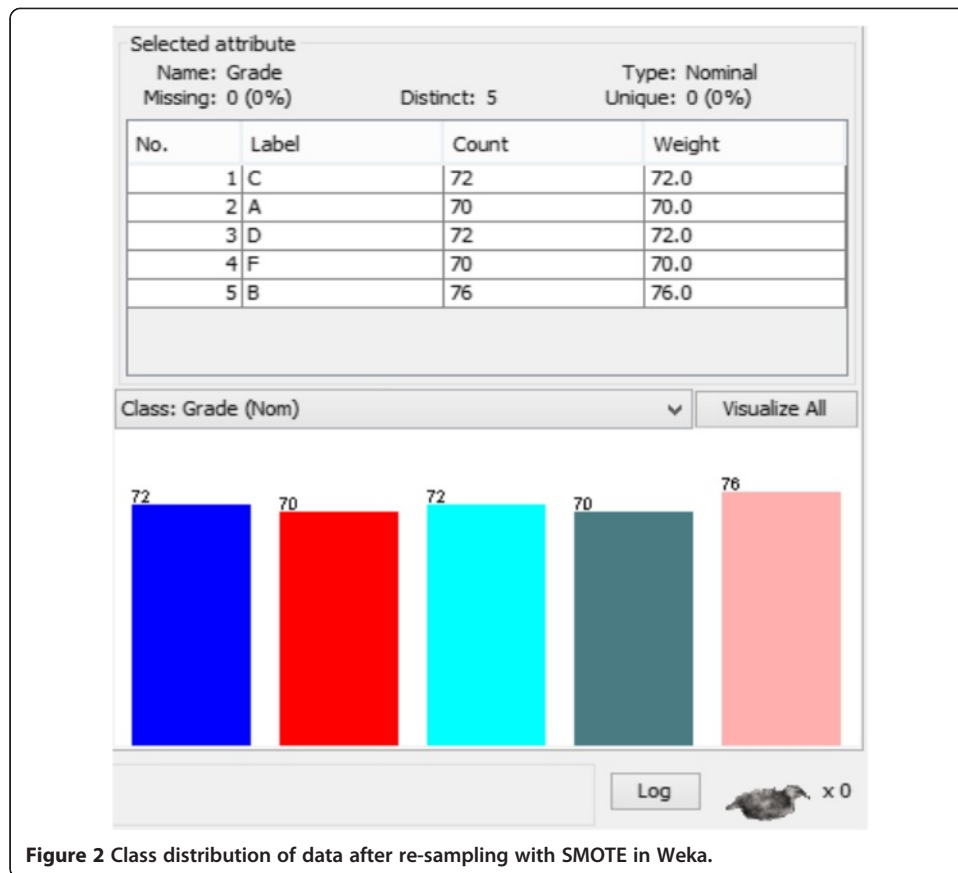 Selected attribute
Name: Grade Type: Nominal
Missing: 0 (0%) Distinct: 5 Unique: 0 (0%)
No. Label Count Weight
1 C 72 72.0
2 A 70 70.0
3 D 72 72.0
4 F 70 70.0
5 B 76 76.0
Class: Grade (Nom) Visualize All
72 70 72 70 76
Log x 0
Figure 2 Class distribution of data after re-sampling with SMOTE in Weka.